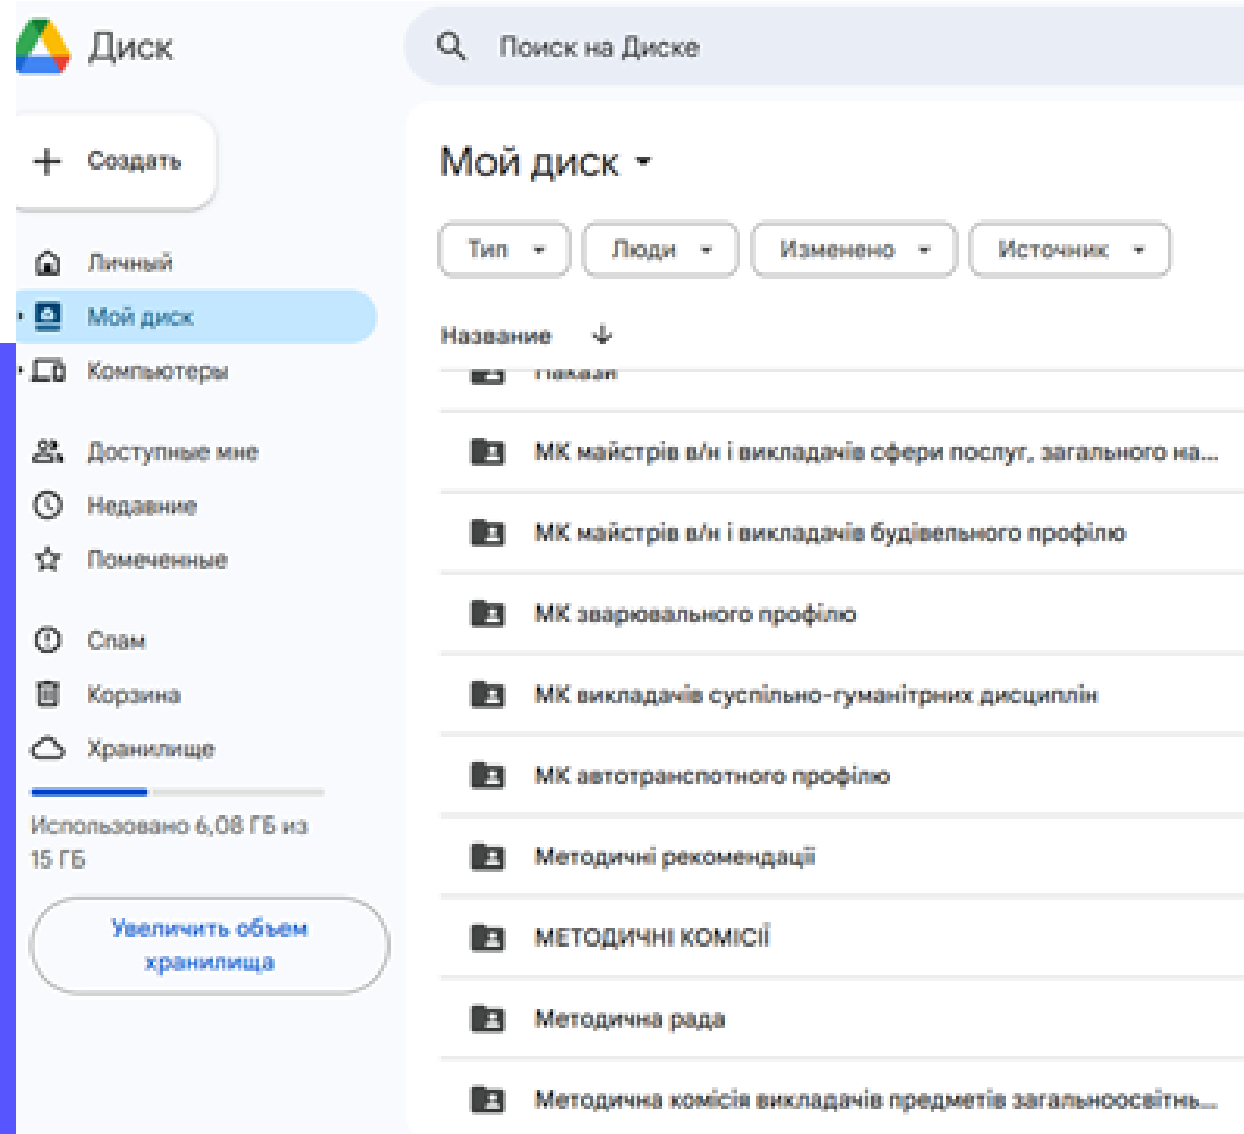 Диск
Поиск на Диске
Создать
Мой диск
Тип
Люди
Изменено
Источник
Личный
Мой диск
Компьютеры
Доступные мне
Недавние
Помеченные
Спам
Корзина
Хранилище
Использовано 6,08 ГБ из
15 ГБ
Увеличить объем
хранилища
Название
Накази
МК майстрів в/н і викладачів сфери послуг, загального на...
МК майстрів в/н і викладачів будівельного профілю
МК зварювального профілю
МК викладачів суспільно-гуманітрних дисциплін
МК автотранспотного профілю
Методичні рекомендації
МЕТОДИЧНІ КОМІСІЇ
Методична рада
Методична комісія викладачів предметів загальноосвітнь...